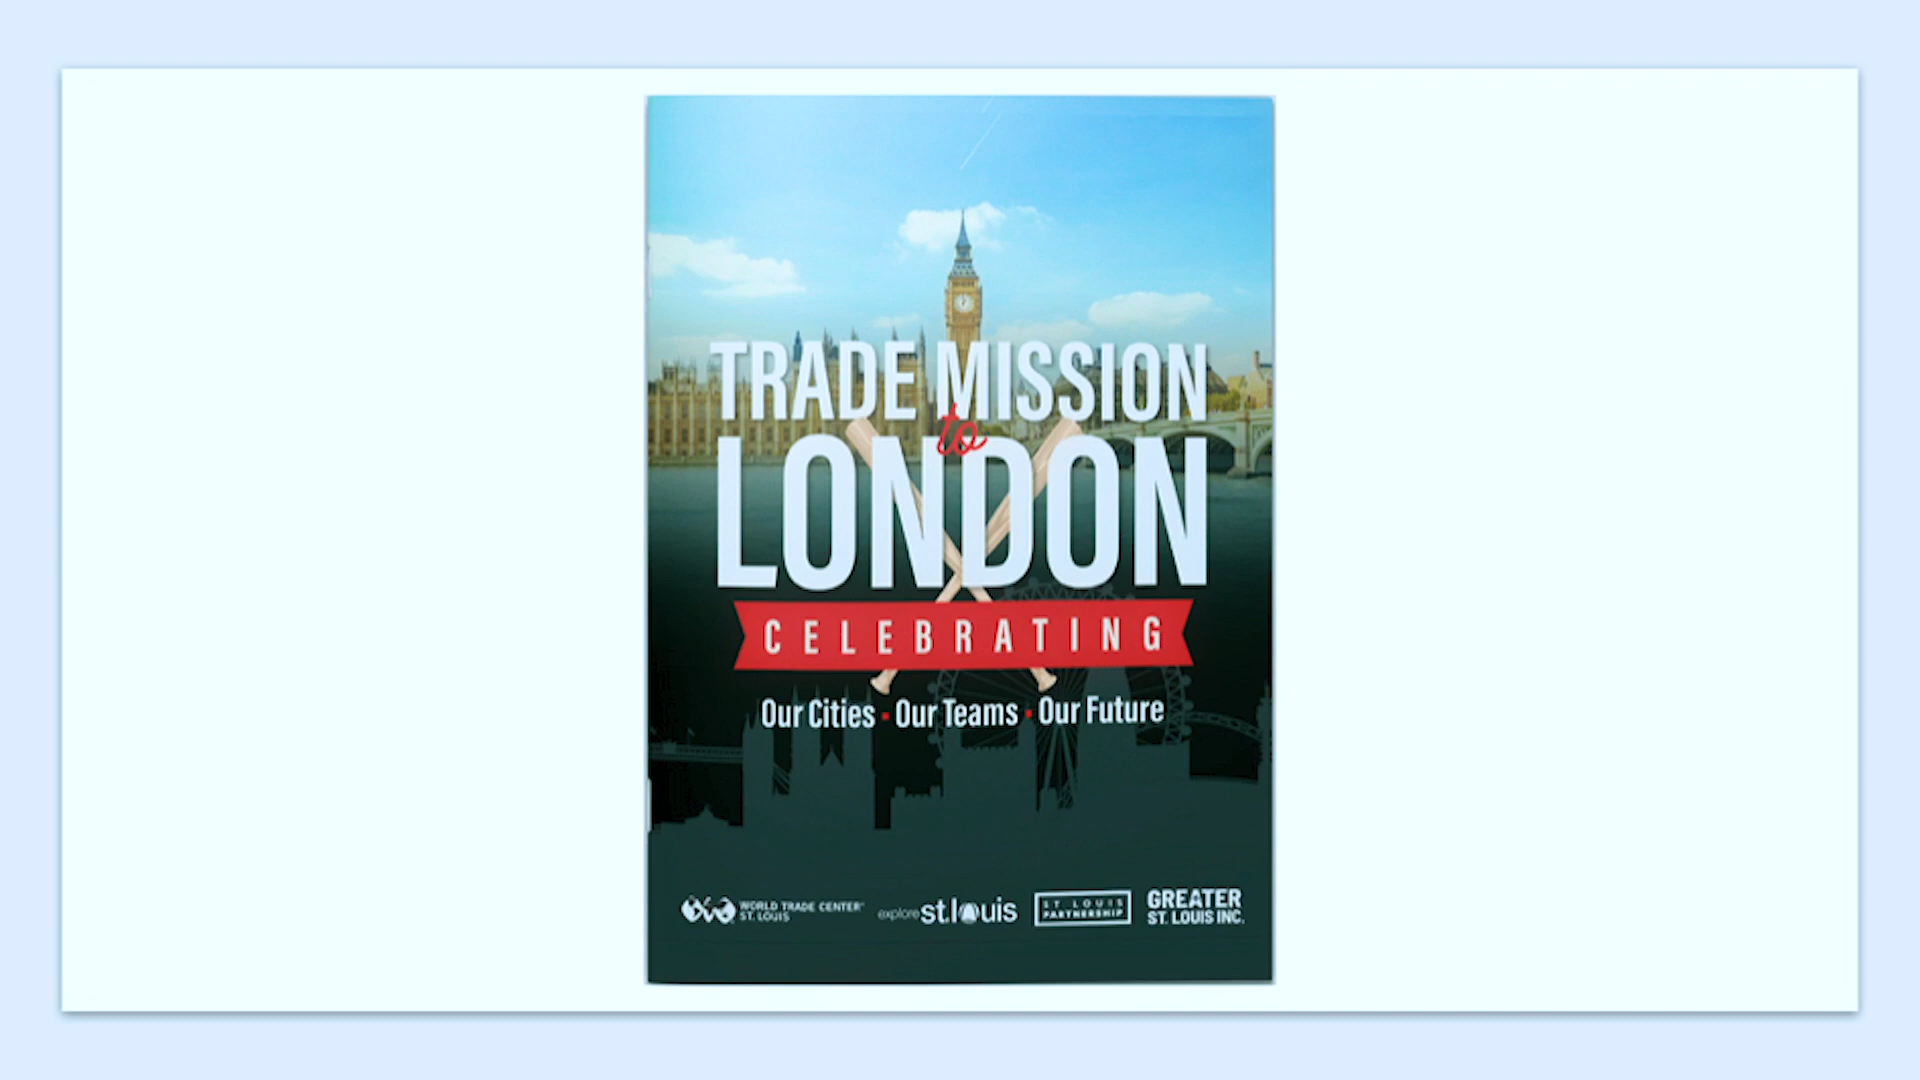 TRADE MISSION
to
LONDON
CELEBRATING
Our Cities · Our Teams · Our Future
WORLD TRADE CENTER
ST. LOUIS
explore st.louis
ST LOUIS
PARTNERSHIP
GREATER
ST. LOUIS INC.